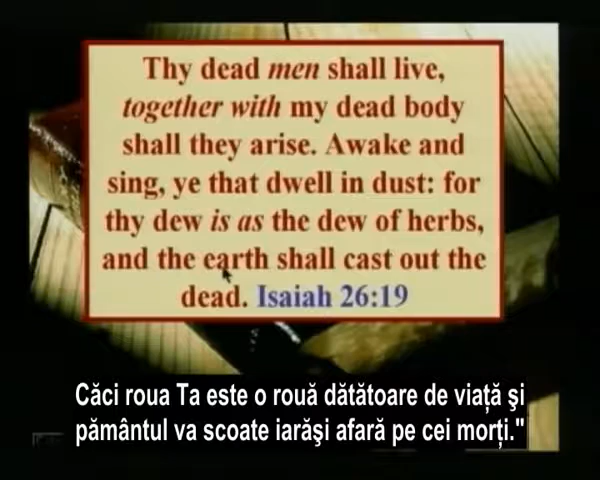 Thy dead men shall live,
together with my dead body
shall they arise. Awake and
sing, ye that dwell in dust: for
thy dew is as the dew of herbs,
and the earth shall cast out the
dead. Isaiah 26:19
Căci roua Ta este o rouă dătătoare de viaţă şi
pământul va scoate iarăşi afară pe cei morţi."